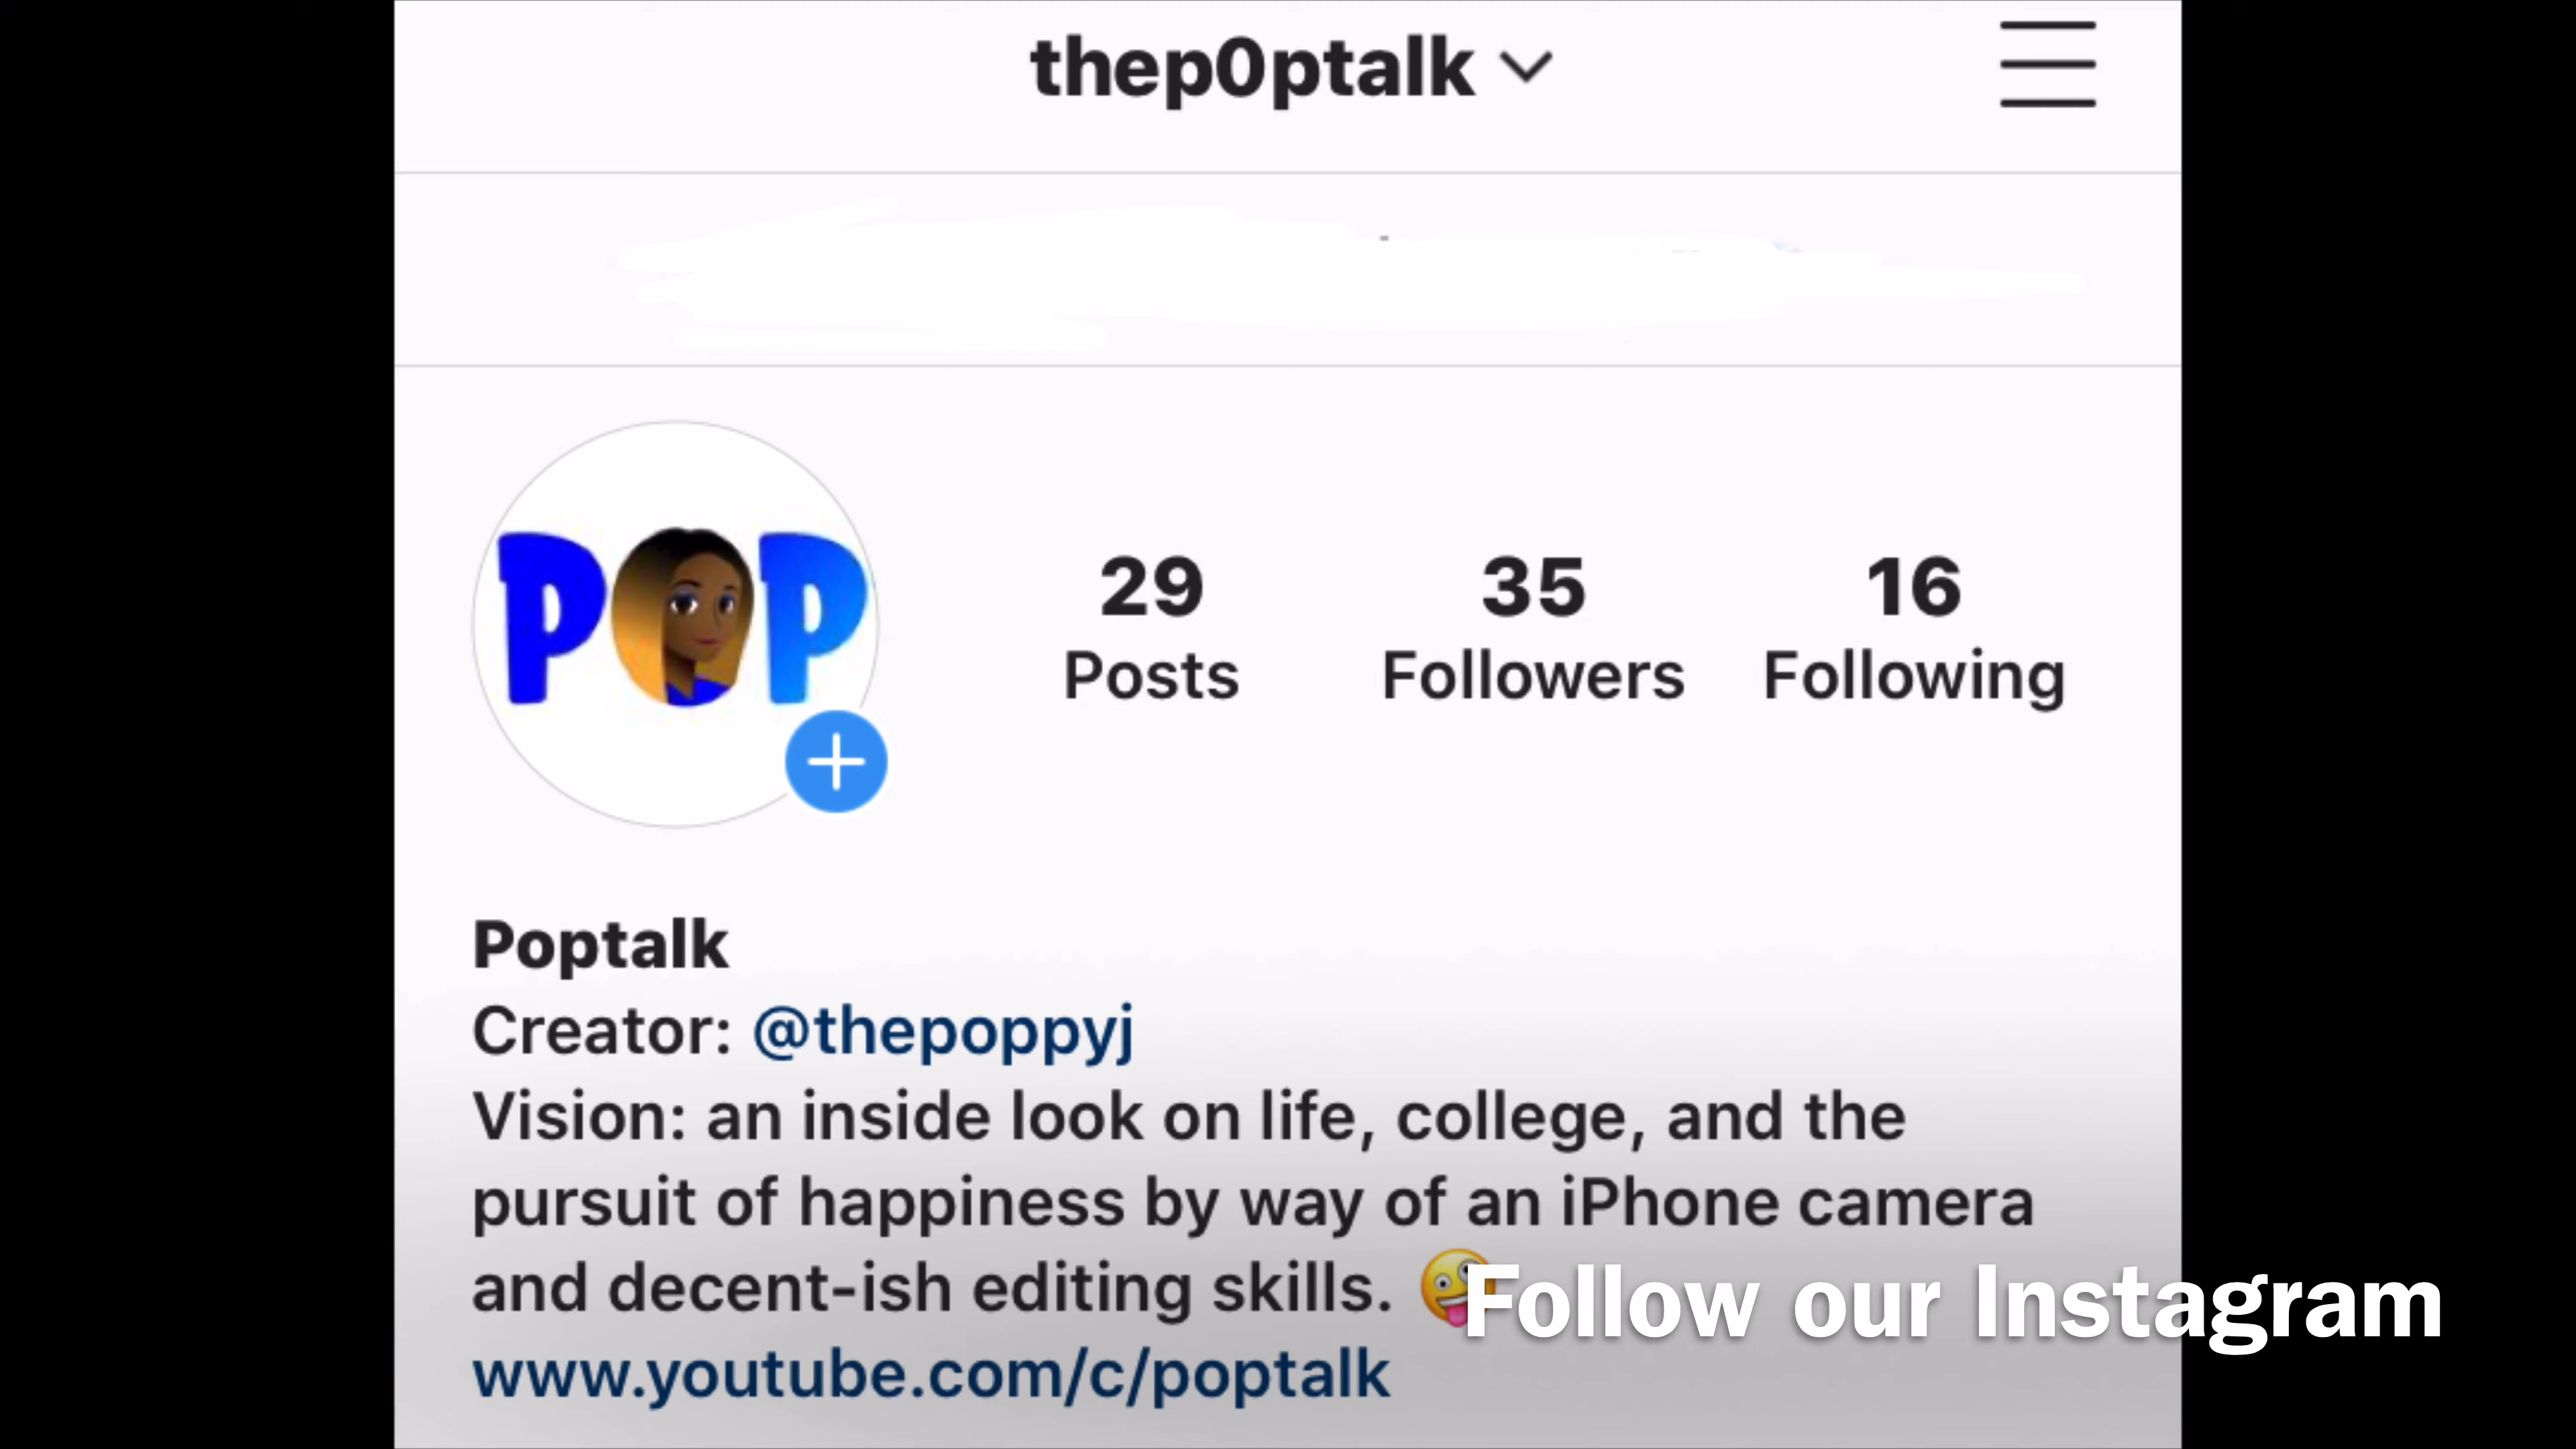 thep0ptalk
POP
29 35 16
Posts Followers Following
Poptalk
Creator: @thepoppyj
Vision: an inside look on life, college, and the
pursuit of happiness by way of an iPhone camera
and decent-ish editing skills. 🤪
Follow our Instagram
www.youtube.com/c/poptalk